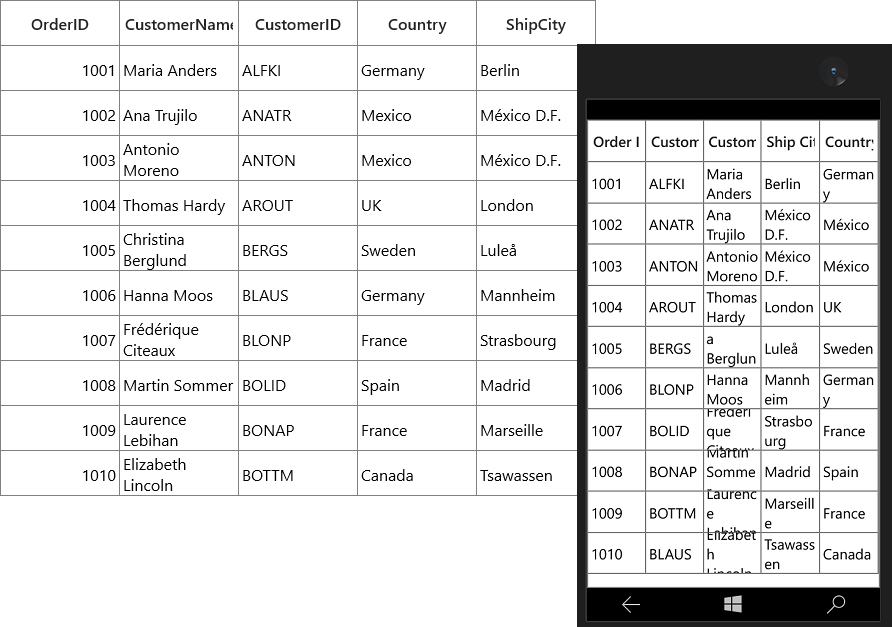 OrderID CustomerName CustomerID Country ShipCity
1001 Maria Anders ALFKI Germany Berlin
1002 Ana Trujilo ANATR Mexico México D.F.
1003 Antonio Moreno ANTON Mexico México D.F.
1004 Thomas Hardy AROUT UK London
1005 Christina Berglund BERGS Sweden Luleå
1006 Hanna Moos BLAUS Germany Mannheim
1007 Frédérique Citeaux BLONP France Strasbourg
1008 Martin Sommer BOLID Spain Madrid
1009 Laurence Lebihan BONAP France Marseille
1010 Elizabeth Lincoln BOTTM Canada Tsawassen
Order I Custom Custom Ship Cit Country
1001 ALFKI Maria Anders Berlin German y
1002 ANATR Ana Trujilo México D.F. México
1003 ANTON Antonio Moreno México D.F. México
1004 AROUT Thomas Hardy London UK
1005 BERGS a Berglun Luleå Sweden
1006 BLONP Hanna Moos Mannh eim German y
1007 BOLID Fréderi que Citeaux Strasbo urg France
1008 BONAP Martin Somme Madrid Spain
1009 BOTTM Laurenc e Lebihan Marseill e France
1010 BLAUS Elizabet h Lincoln Tsawass en Canada